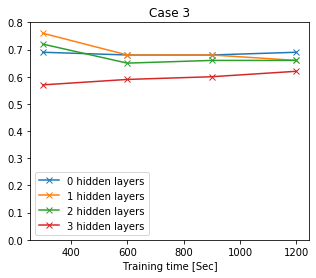 Case 3
0.8
0.7
0.6
0.5
0.4
0.3
0.2
0.1
0.0
0 hidden layers
1 hidden layers
2 hidden layers
3 hidden layers
400 600 800 1000 1200
Training time [Sec]